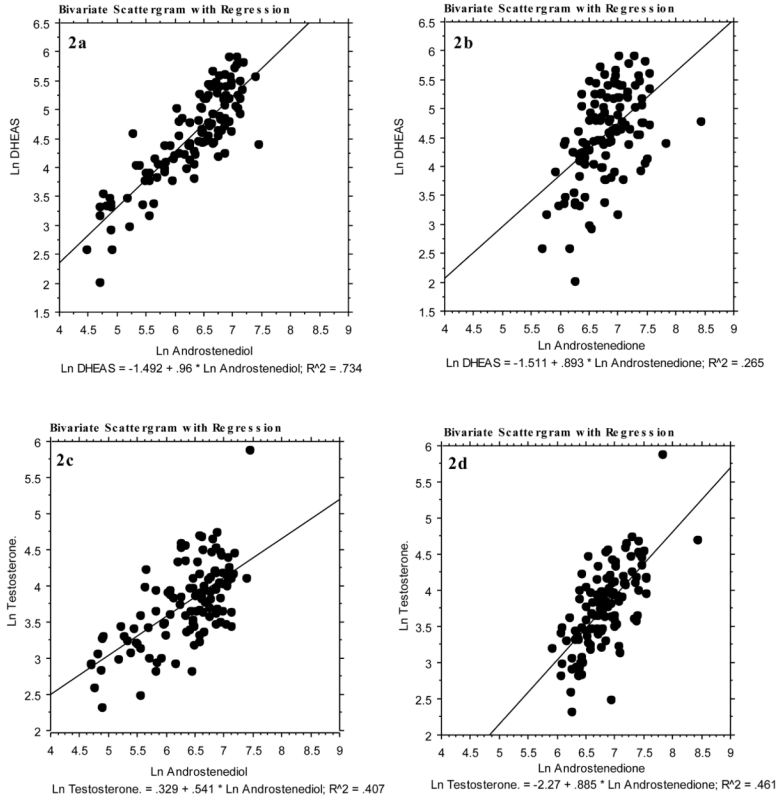 Bivariate Scattergram with Regression
2a
6.5
6
5.5
5
4.5
4
3.5
3
2.5
2
1.5
Ln DHEAS
4 4.5 5 5.5 6 6.5 7 7.5 8 8.5 9
Ln Androstenediol
Ln DHEAS = -1.492 + .96 * Ln Androstenediol; R^2 = .734
Bivariate Scattergram with Regression
2b
6.5
6
5.5
5
4.5
4
3.5
3
2.5
2
1.5
Ln DHEAS
4 4.5 5 5.5 6 6.5 7 7.5 8 8.5 9
Ln Androstenedione
Ln DHEAS = -1.511 + .893 * Ln Androstenedione; R^2 = .265
Bivariate Scattergram with Regression
2c
6
5.5
5
4.5
4
3.5
3
2.5
2
Ln Testosterone.
4 4.5 5 5.5 6 6.5 7 7.5 8 8.5 9
Ln Androstenediol
Ln Testosterone. = .329 + .541 * Ln Androstenediol; R^2 = .407
Bivariate Scattergram with Regression
2d
6
5.5
5
4.5
4
3.5
3
2.5
2
Ln Testosterone.
4 4.5 5 5.5 6 6.5 7 7.5 8 8.5 9
Ln Androstenedione
Ln Testosterone. = -2.27 + .885 * Ln Androstenedione; R^2 = .461